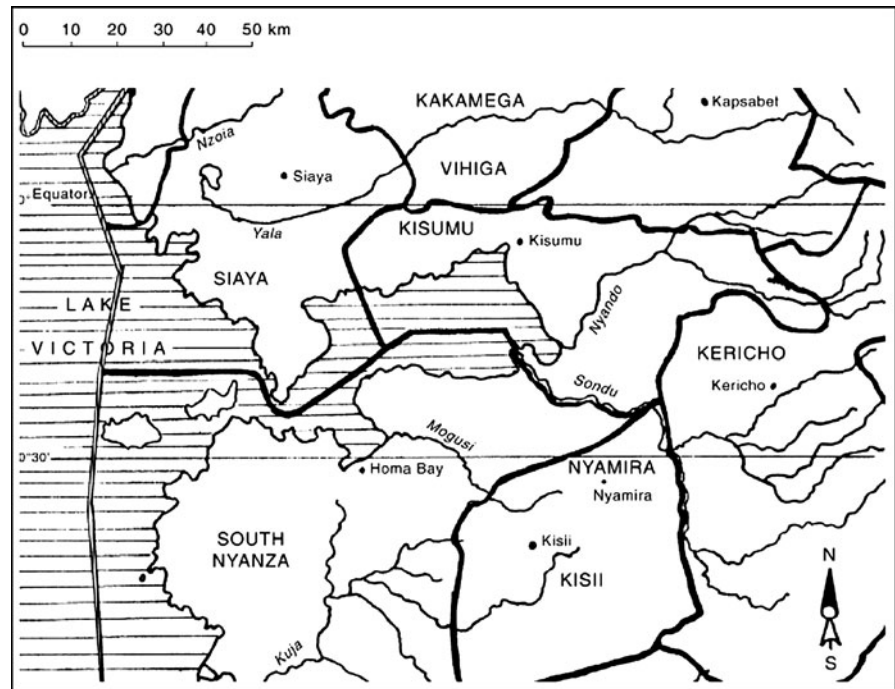 0 10 20 30 40 50 km
KAKAMEGA
Kapsabet
Nzoia
Siaya
VIHIGA
Equator
0°
Yala
KISUMU
Kisumu
SIAYA
LAKE
VICTORIA
Nyando
KERICHO
Kericho
Sondu
Mogusi
0°30'
Homa Bay
NYAMIRA
Nyamira
SOUTH
NYANZA
Kisii
KISII
Kuja
N
S